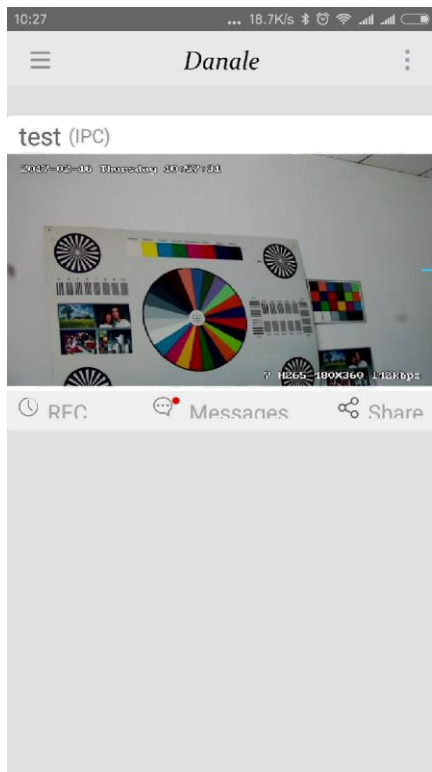 10:27 ... 18.7K/s
Danale
test (IPC)
2017-02-16 Thursday 10:27:31
7 H265 480X360 142kbps
REC Messages Share